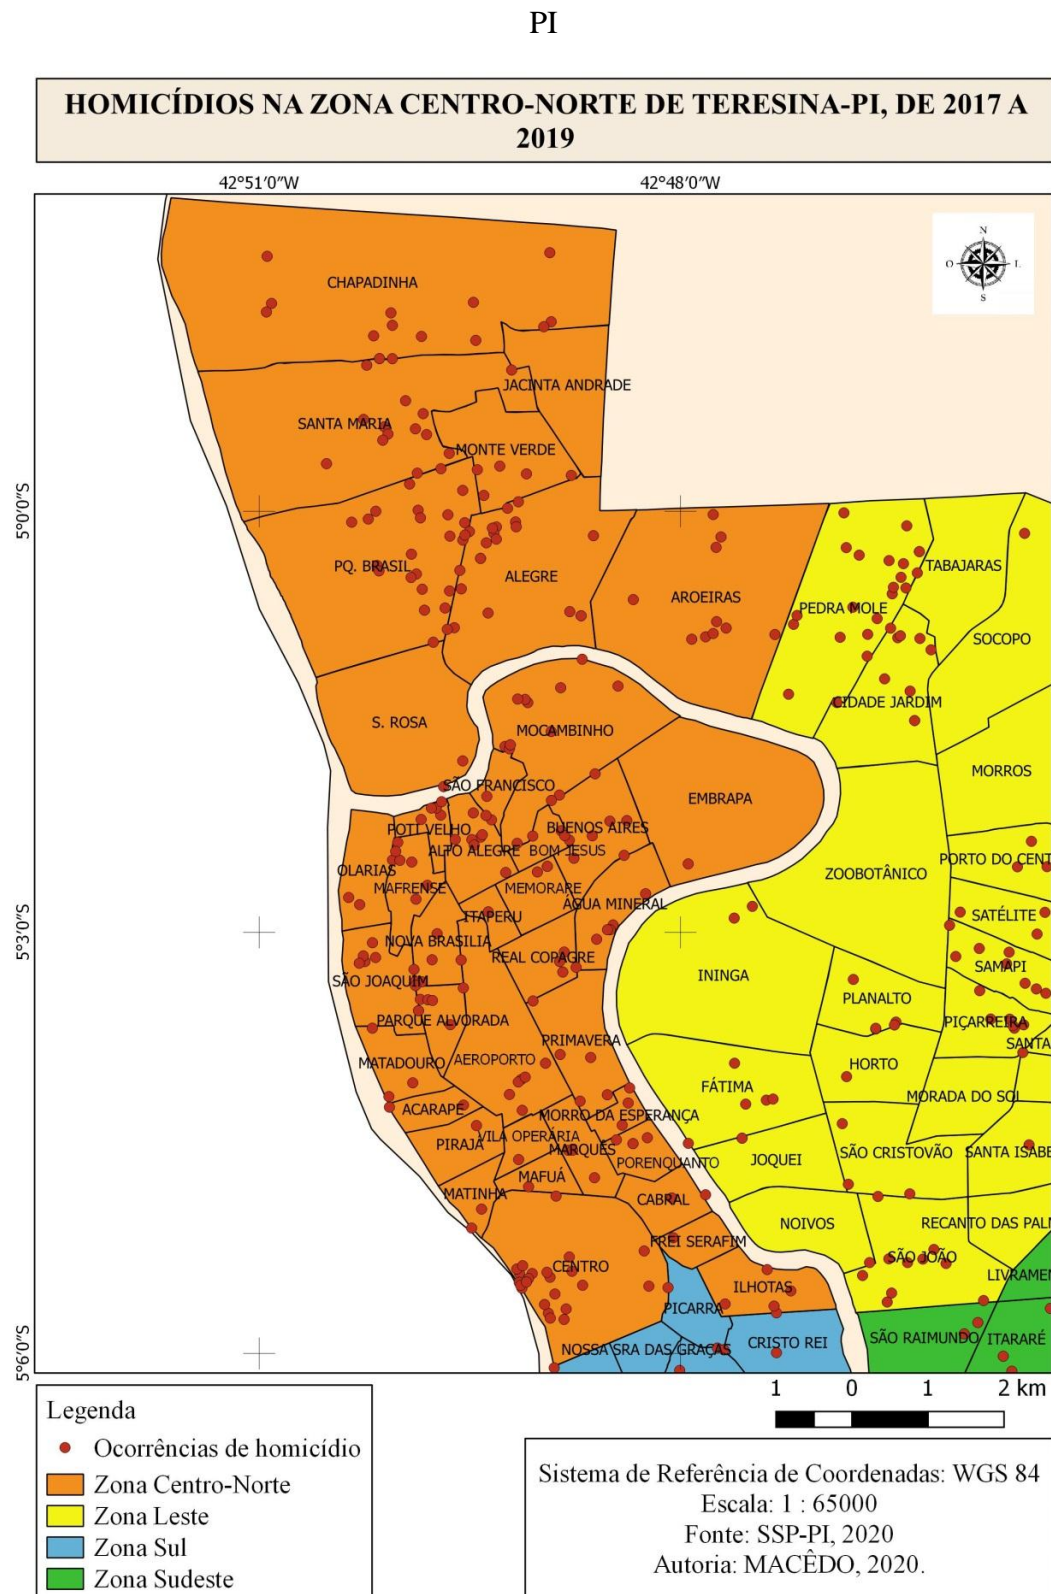 PI
HOMICÍDIOS NA ZONA CENTRO-NORTE DE TERESINA-PI, DE 2017 A
2019
42°51'0"W
42°48'0"W
N
O
L
S
CHAPADINHA
JACINTA ANDRADE
SANTA MARIA
MONTE VERDE
5°0'0"S
PQ. BRASIL
ALEGRE
AROEIRAS
TABAJARAS
PEDRA MOLE
SOCOPO
S. ROSA
MOCAMBINHO
CIDADE JARDIM
SÃO FRANCISCO
EMBRAPA
MORROS
POTI VELHO
BUENOS AIRES
ALTO ALEGRE
BOM JESUS
PORTO DO CENT
OLARIAS
MAFRENSE
MEMORARE
ZOOBOTÂNICO
ÁGUA MINERAL
ITAPERU
SATÉLITE
5°3'0"S
NOVA BRASILIA
REAL COPAGRE
SAMAPI
SÃO JOAQUIM
ININGA
PLANALTO
PARQUE ALVORADA
PIÇARREIRA
PRIMAVERA
SANTA
MATADOURO
AEROPORTO
HORTO
FÁTIMA
MORADA DO SOL
ACARAPE
MORRO DA ESPERANÇA
VILA OPERÁRIA
PIRAJÁ
MARQUÊS
PORENQUANTO
JOQUEI
SÃO CRISTOVÃO
SANTA ISABE
MAFUÁ
MATINHA
CABRAL
NOIVOS
RECANTO DAS PALM
FREI SERAFIM
SÃO JOÃO
CENTRO
LIVRAMEN
ILHOTAS
PICARRA
SÃO RAIMUNDO
ITARARÉ
CRISTO REI
NOSSA SRA DAS GRAÇAS
5°6'0"S
1 0 1 2 km
Legenda
Ocorrências de homicídio
Zona Centro-Norte
Zona Leste
Zona Sul
Zona Sudeste
Sistema de Referência de Coordenadas: WGS 84
Escala: 1 : 65000
Fonte: SSP-PI, 2020
Autoria: MACÊDO, 2020.